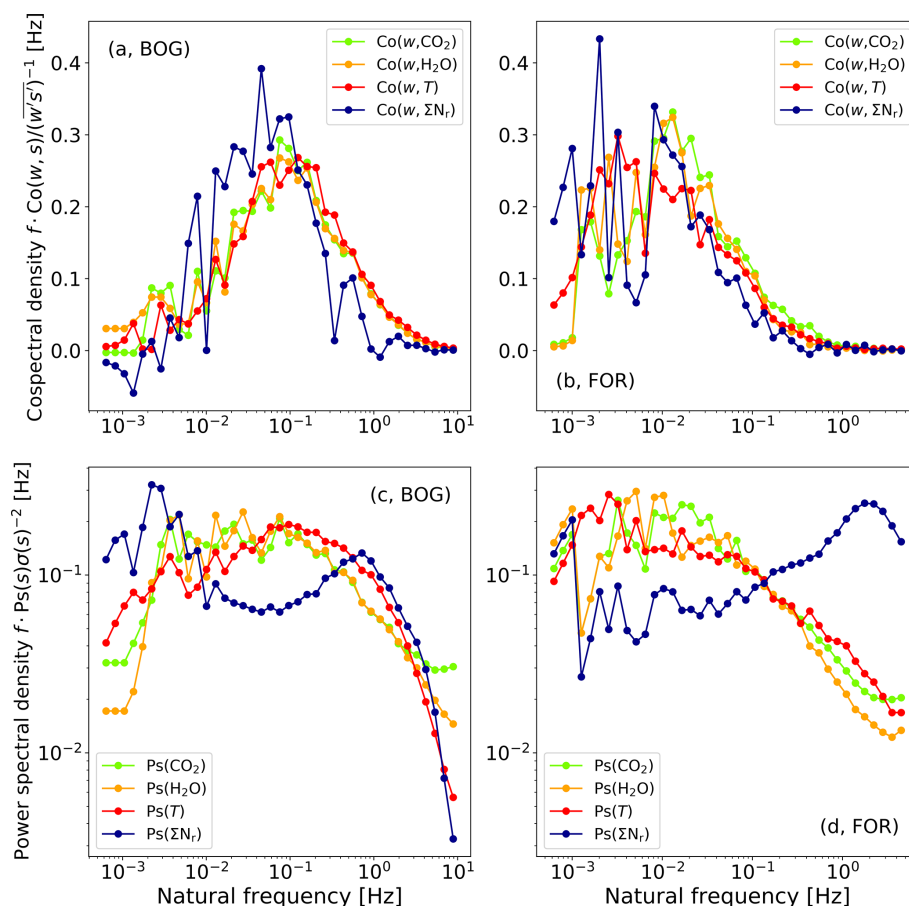 Cospectral density f · Co(w, s)/(w′s′)⁻¹ [Hz]
(a, BOG)
Co(w,CO₂)
Co(w,H₂O)
Co(w, T)
Co(w, ΣNᵣ)
0.4
0.3
0.2
0.1
0.0
10⁻³ 10⁻² 10⁻¹ 10⁰ 10¹
Co(w,CO₂)
Co(w,H₂O)
Co(w, T)
Co(w, ΣNᵣ)
(b, FOR)
0.4
0.3
0.2
0.1
0.0
10⁻³ 10⁻² 10⁻¹ 10⁰
Power spectral density f · Ps(s)σ(s)⁻² [Hz]
(c, BOG)
10⁻¹
10⁻²
Ps(CO₂)
Ps(H₂O)
Ps(T)
Ps(ΣNᵣ)
10⁻³ 10⁻² 10⁻¹ 10⁰ 10¹
Natural frequency [Hz]
10⁻¹
10⁻²
Ps(CO₂)
Ps(H₂O)
Ps(T)
Ps(ΣNᵣ)
(d, FOR)
10⁻³ 10⁻² 10⁻¹ 10⁰
Natural frequency [Hz]